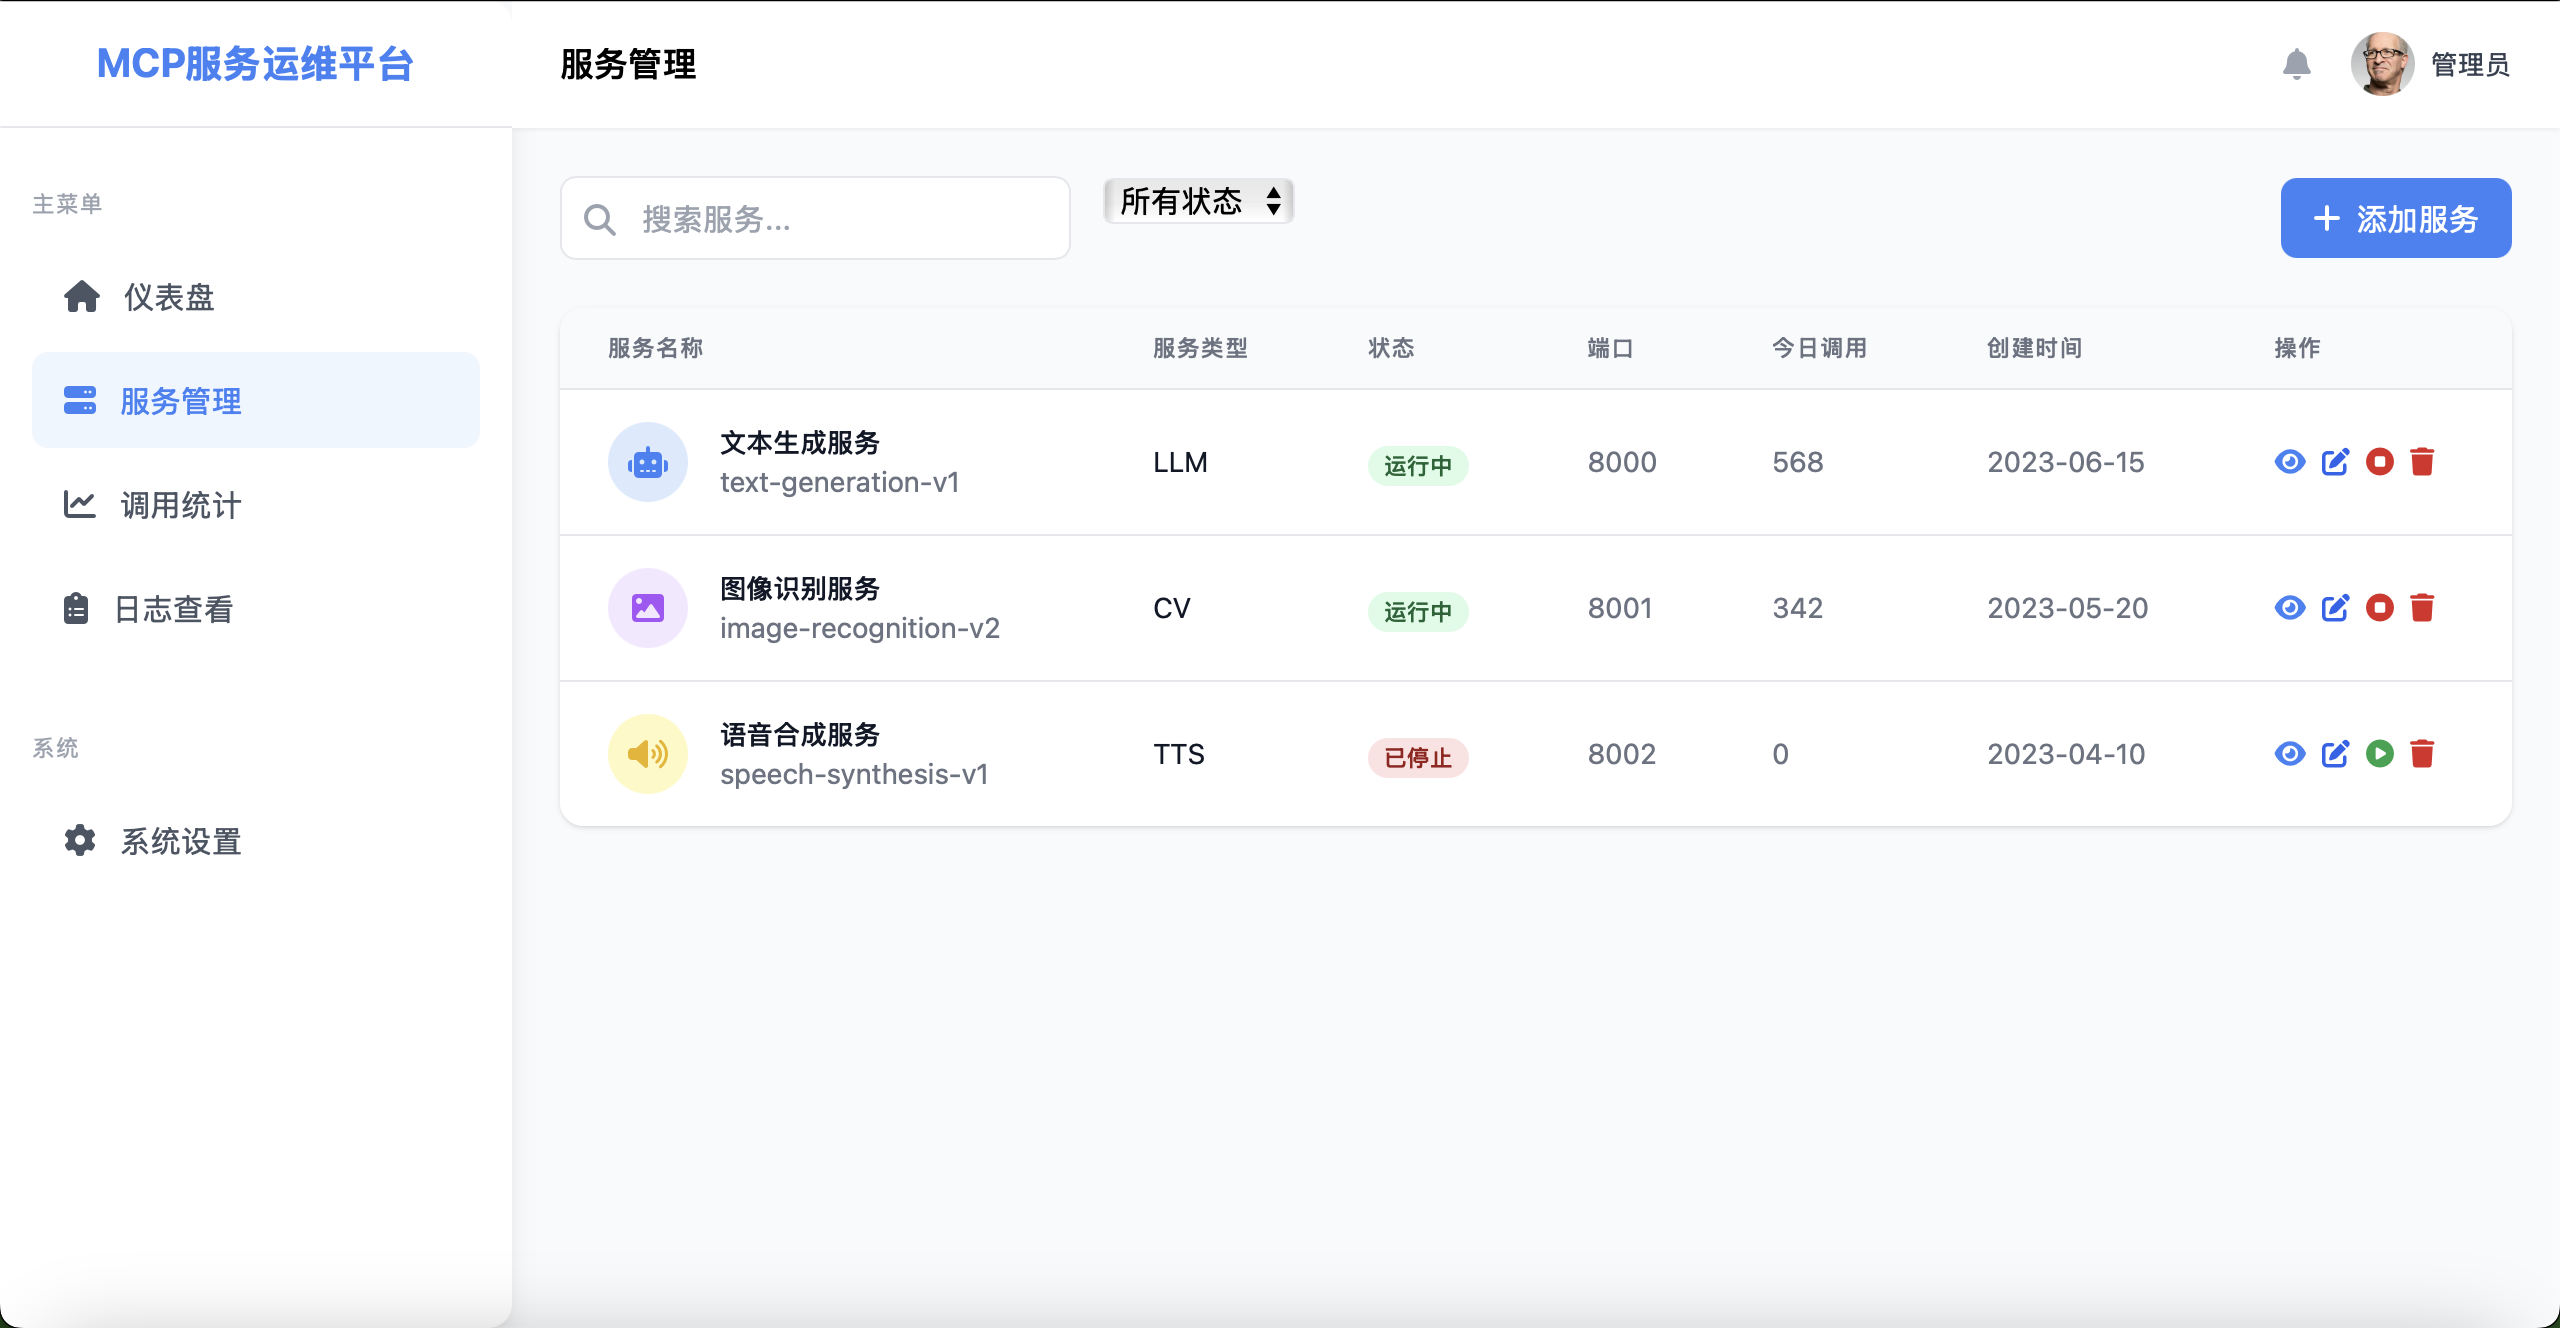 MCP服务运维平台
服务管理
管理员
主菜单
仪表盘
服务管理
调用统计
日志查看
系统
系统设置
搜索服务...
所有状态
添加服务
服务名称 服务类型 状态 端口 今日调用 创建时间 操作
文本生成服务
text-generation-v1
LLM 运行中 8000 568 2023-06-15
图像识别服务
image-recognition-v2
CV 运行中 8001 342 2023-05-20
语音合成服务
speech-synthesis-v1
TTS 已停止 8002 0 2023-04-10